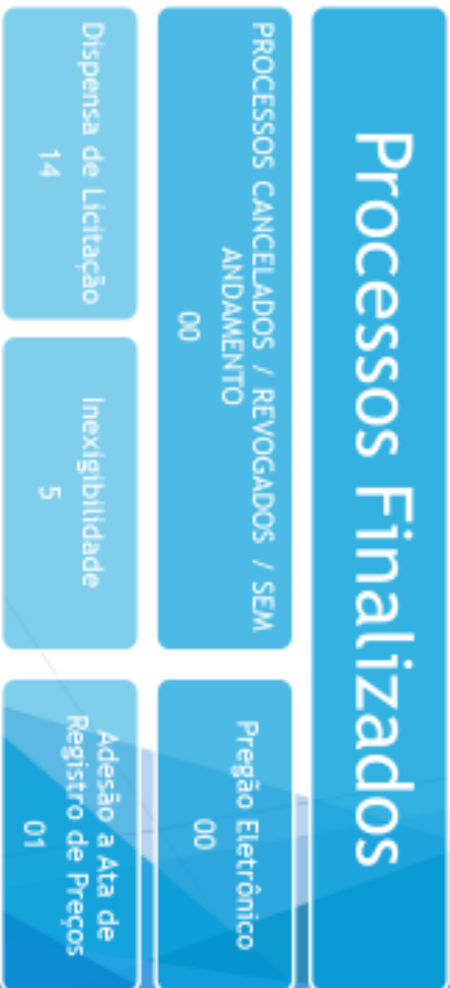 Processos Finalizados
PROCESSOS CANCELADOS / REVOGADOS / SEM
ANDAMENTO
00
Pregão Eletrônico
00
Dispensa de Licitação
14
Inexigibilidade
5
Adesão a Ata de
Registro de Preços
01